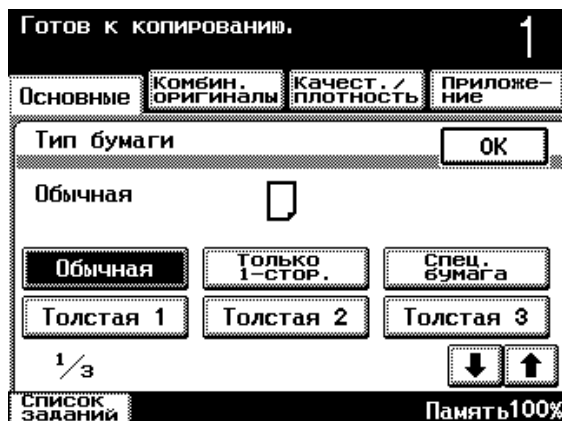 Готов к копированию.
1
Основные
Комбин.
оригиналы
Качест./
плотность
Приложе-
ние
Тип бумаги
OK
Обычная
Обычная
Только
1-стор.
Спец.
бумага
Толстая 1
Толстая 2
Толстая 3
1/3
Список
заданий
Память100%